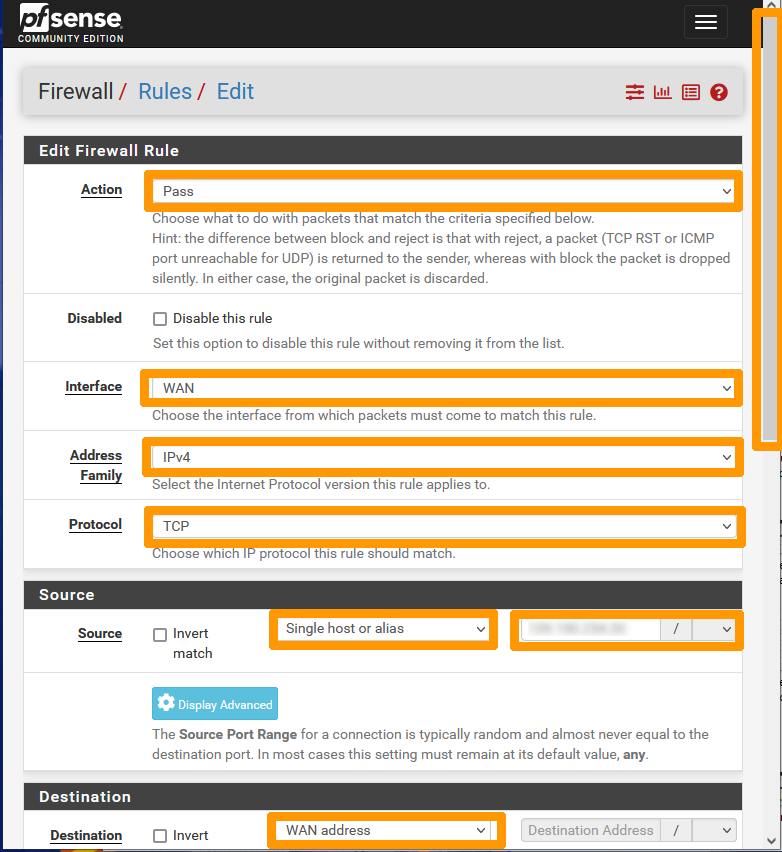 pfsense
COMMUNITY EDITION
Firewall / Rules / Edit
Edit Firewall Rule
Action
Pass
Choose what to do with packets that match the criteria specified below.
Hint: the difference between block and reject is that with reject, a packet (TCP RST or ICMP
port unreachable for UDP) is returned to the sender, whereas with block the packet is dropped
silently. In either case, the original packet is discarded.
Disabled
Disable this rule
Set this option to disable this rule without removing it from the list.
Interface
WAN
Choose the interface from which packets must come to match this rule.
Address
Family
IPv4
Select the Internet Protocol version this rule applies to.
Protocol
TCP
Choose which IP protocol this rule should match.
Source
Source
Invert
match
Single host or alias
/
Display Advanced
The Source Port Range for a connection is typically random and almost never equal to the
destination port. In most cases this setting must remain at its default value, any.
Destination
Destination
Invert
WAN address
Destination Address /